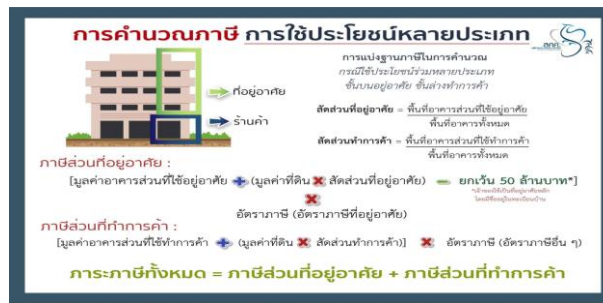 การคำนวณภาษี การใช้ประโยชน์หลายประเภท
สถก.
การแบ่งฐานภาษีในการคำนวณ
กรณีใช้ประโยชน์ร่วมหลายประเภท
ชั้นบนอยู่อาศัย ชั้นล่างทำการค้า
ที่อยู่อาศัย
ร้านค้า
สัดส่วนที่อยู่อาศัย = พื้นที่อาคารส่วนที่ใช้อยู่อาศัย
พื้นที่อาคารทั้งหมด
สัดส่วนทำการค้า = พื้นที่อาคารส่วนที่ใช้ทำการค้า
พื้นที่อาคารทั้งหมด
ภาษีส่วนที่อยู่อาศัย :
[มูลค่าอาคารส่วนที่ใช้อยู่อาศัย + (มูลค่าที่ดิน × สัดส่วนที่อยู่อาศัย) − ยกเว้น 50 ล้านบาท*]
×
อัตราภาษี (อัตราภาษีที่อยู่อาศัย)
ภาษีส่วนที่ทำการค้า :
[มูลค่าอาคารส่วนที่ใช้ทำการค้า + (มูลค่าที่ดิน × สัดส่วนทำการค้า)] × อัตราภาษี (อัตราภาษีอื่น ๆ)
ภาระภาษีทั้งหมด = ภาษีส่วนที่อยู่อาศัย + ภาษีส่วนที่ทำการค้า